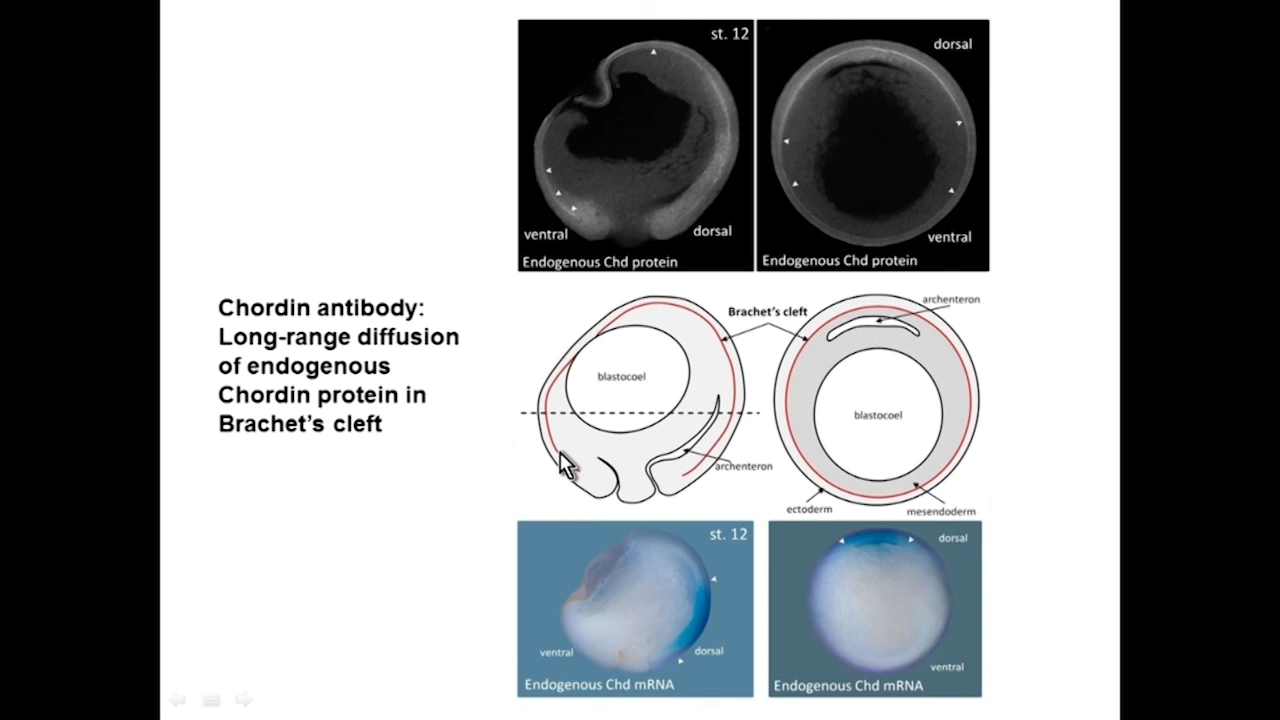 Chordin antibody:
Long-range diffusion
of endogenous
Chordin protein in
Brachet's cleft
st. 12
ventral
dorsal
Endogenous Chd protein
dorsal
ventral
Endogenous Chd protein
Brachet's cleft
blastocoel
archenteron
archenteron
blastocoel
ectoderm
mesendoderm
st. 12
ventral
dorsal
Endogenous Chd mRNA
dorsal
ventral
Endogenous Chd mRNA